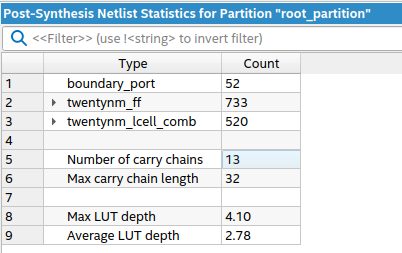 Post-Synthesis Netlist Statistics for Partition "root_partition"
<<Filter>> (use !<string> to invert filter)
Type Count
1 boundary_port 52
2 twentynm_ff 733
3 twentynm_lcell_comb 520
4
5 Number of carry chains 13
6 Max carry chain length 32
7
8 Max LUT depth 4.10
9 Average LUT depth 2.78